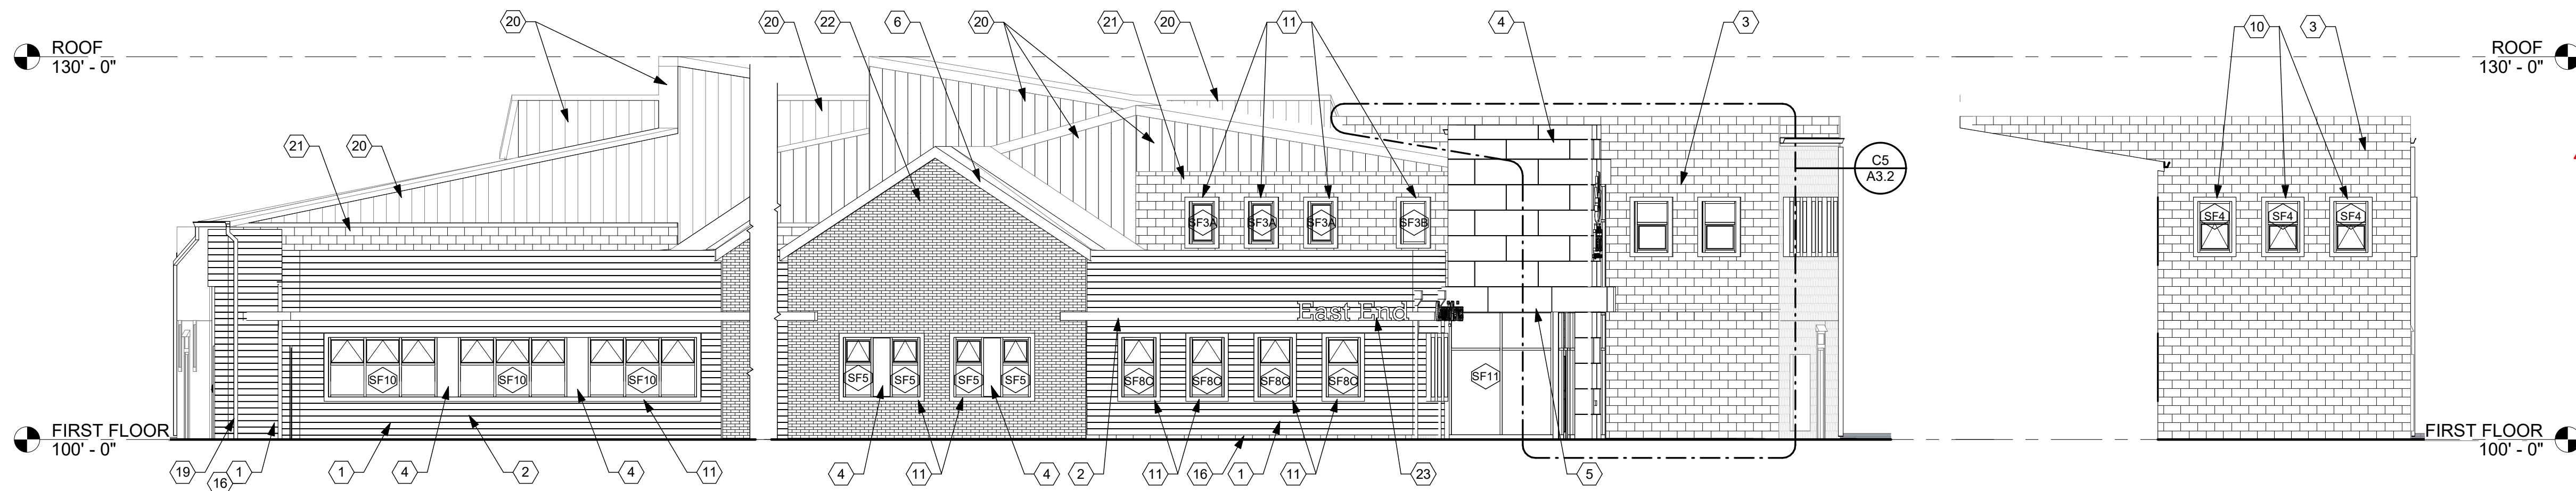 20
20
22
6
20
21
20
11
4
3
10
3
ROOF
130' - 0"
ROOF
130' - 0"
21
20
C5
A3.2
SF3A
SF3A
SF3A
SF3B
SF4
SF4
SF4
East End
SF10
SF10
SF10
SF5
SF5
SF5
SF5
SF8C
SF8C
SF8C
SF8C
SF11
FIRST FLOOR
100' - 0"
FIRST FLOOR
100' - 0"
19
16
1
1
4
2
4
11
4
11
4
2
11
16
1
11
23
5